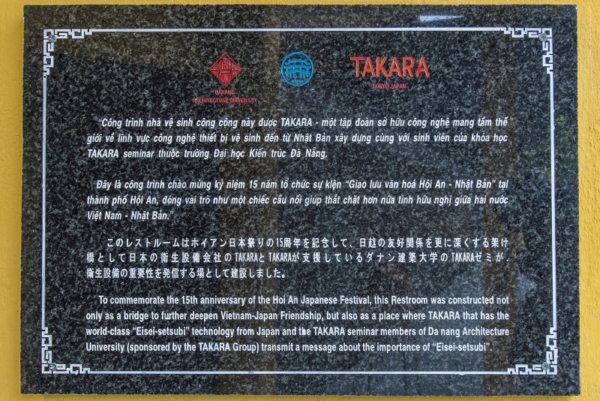 DANANG
ARCHITECTURE UNIVERSITY
TAKARA
TOKYO JAPAN
"Công trình nhà vệ sinh công cộng này được TAKARA - một tập đoàn sở hữu công nghệ mang tầm thế
giới về lĩnh vực công nghệ thiết bị vệ sinh đến từ Nhật Bản xây dựng cùng với sinh viên của khóa học
TAKARA seminar thuộc trường Đại học Kiến trúc Đà Nẵng.
Đây là công trình chào mừng kỷ niệm 15 năm tổ chức sự kiện "Giao lưu văn hoá Hội An - Nhật Bản" tại
thành phố Hội An, đóng vai trò như một chiếc cầu nối giúp thắt chặt hơn nữa tình hữu nghị giữa hai nước
Việt Nam - Nhật Bản."
このレストルームはホイアン日本祭りの15周年を記念して、日越の友好関係を更に深くする架け
橋として日本の衛生設備会社のTAKARAとTAKARAが支援しているダナン建築大学のTAKARAゼミが、
衛生設備の重要性を発信する場として建設しました。
To commemorate the 15th anniversary of the Hoi An Japanese Festival, this Restroom was constructed not
only as a bridge to further deepen Vietnam-Japan Friendship, but also as a place where TAKARA that has the
world-class "Eisei-setsubi" technology from Japan and the TAKARA seminar members of Da nang Architecture
University (sponsored by the TAKARA Group) transmit a message about the importance of "Eisei-setsubi".